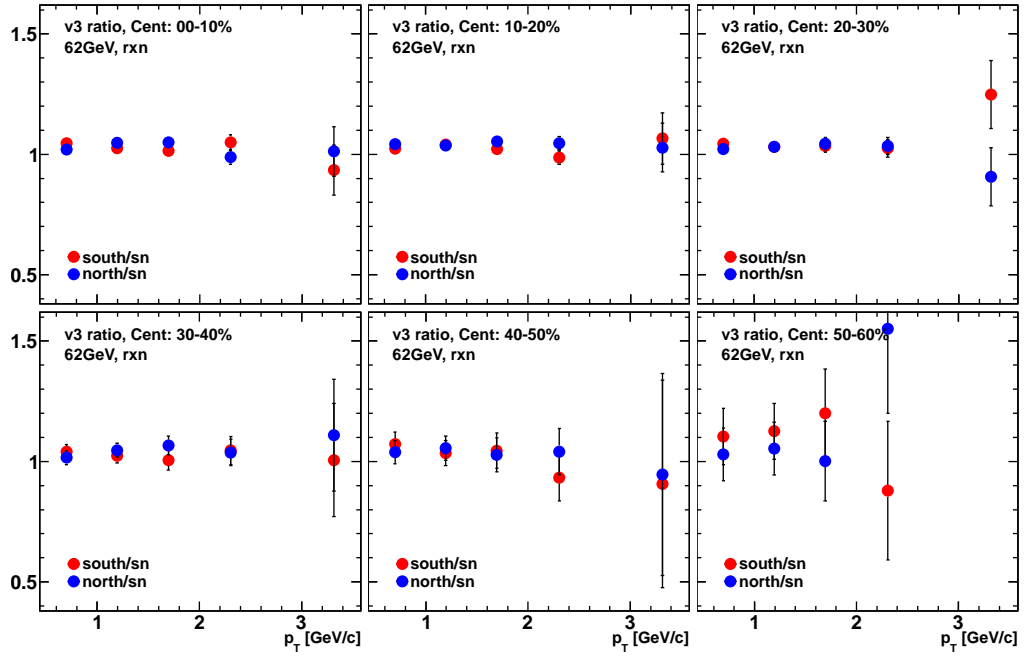 v3 ratio, Cent: 00-10%
62GeV, rxn
south/sn
north/sn
v3 ratio, Cent: 10-20%
62GeV, rxn
south/sn
north/sn
v3 ratio, Cent: 20-30%
62GeV, rxn
south/sn
north/sn
1.5
1
0.5
v3 ratio, Cent: 30-40%
62GeV, rxn
south/sn
north/sn
v3 ratio, Cent: 40-50%
62GeV, rxn
south/sn
north/sn
v3 ratio, Cent: 50-60%
62GeV, rxn
south/sn
north/sn
1.5
1
0.5
1 2 3
p_T [GeV/c]
1 2 3
p_T [GeV/c]
1 2 3
p_T [GeV/c]